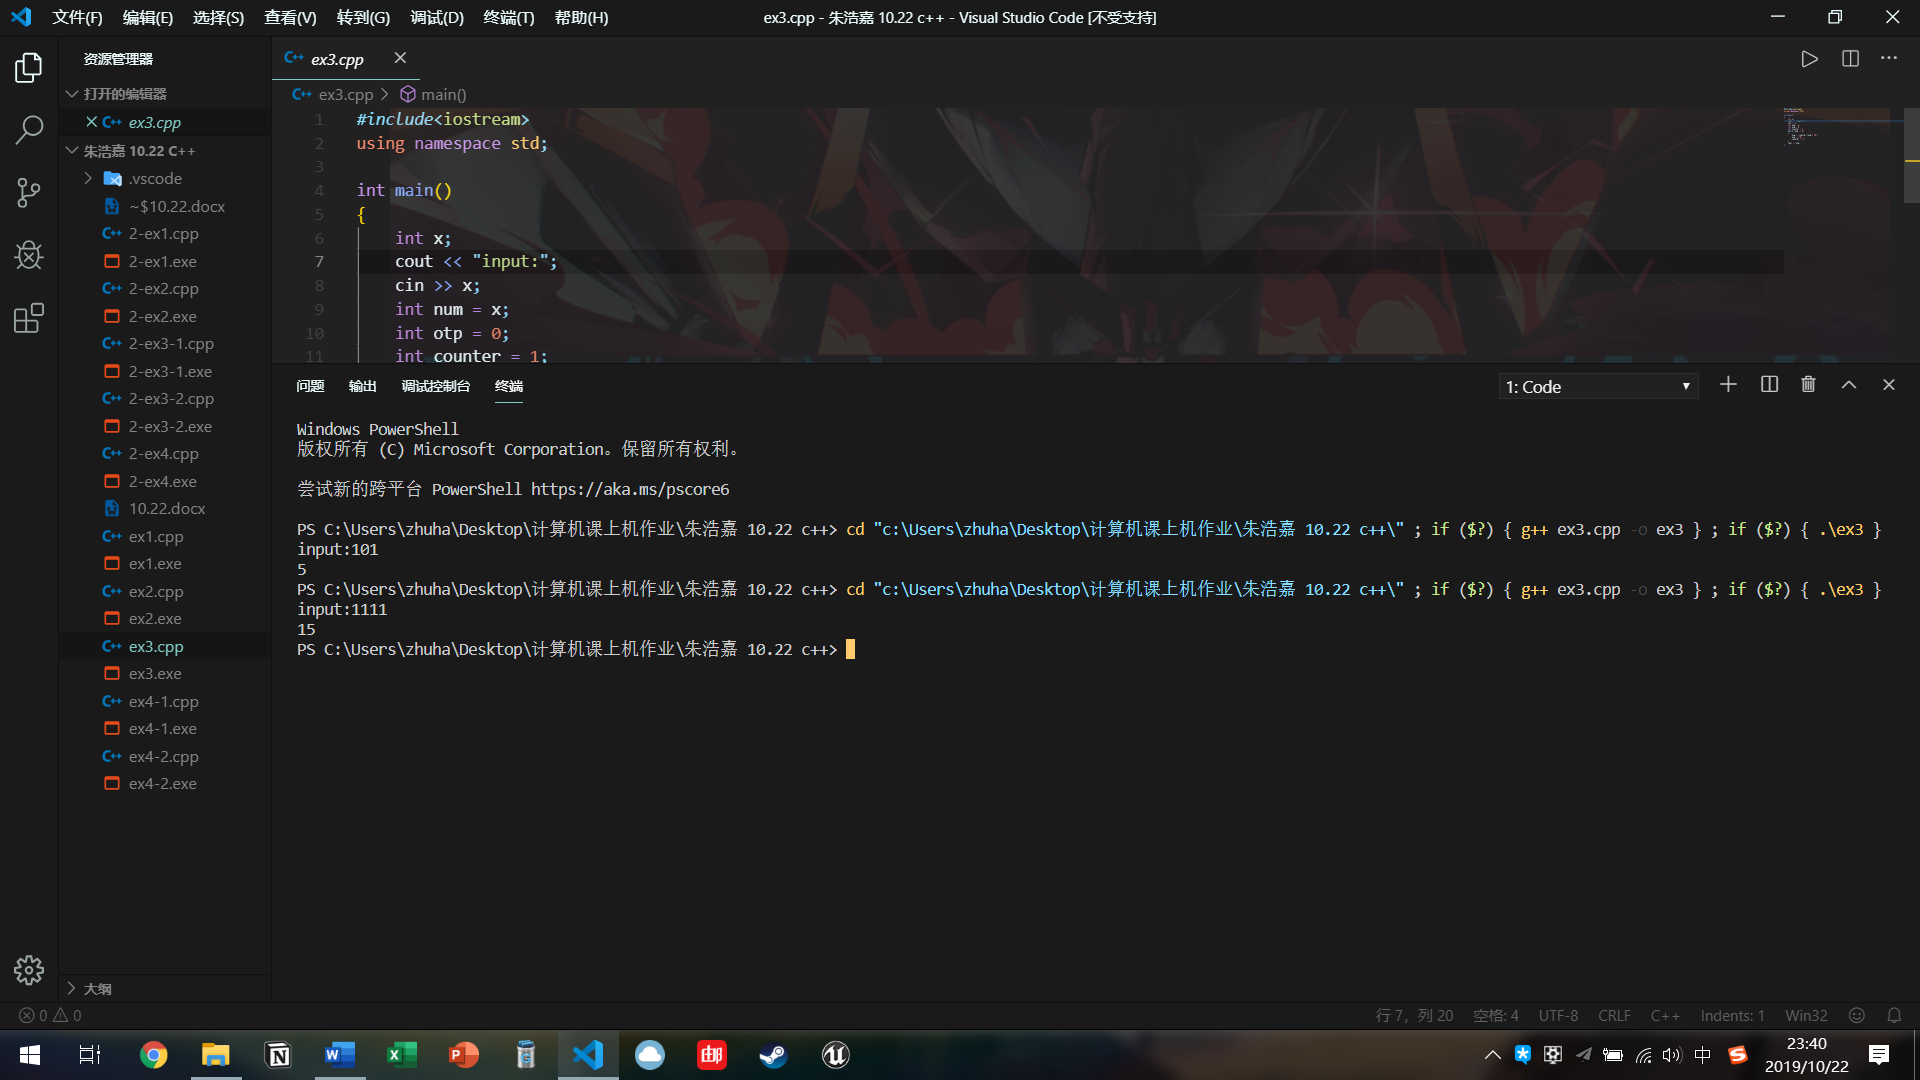 文件(F) 编辑(E) 选择(S) 查看(V) 转到(G) 调试(D) 终端(T) 帮助(H)
ex3.cpp - 朱浩嘉 10.22 c++ - Visual Studio Code [不受支持]
资源管理器
打开的编辑器
ex3.cpp
朱浩嘉 10.22 C++
.vscode
~$10.22.docx
2-ex1.cpp
2-ex1.exe
2-ex2.cpp
2-ex2.exe
2-ex3-1.cpp
2-ex3-1.exe
2-ex3-2.cpp
2-ex3-2.exe
2-ex4.cpp
2-ex4.exe
10.22.docx
ex1.cpp
ex1.exe
ex2.cpp
ex2.exe
ex3.cpp
ex3.exe
ex4-1.cpp
ex4-1.exe
ex4-2.cpp
ex4-2.exe
大纲
ex3.cpp
ex3.cpp > main()
1 #include<iostream>
2 using namespace std;
3
4 int main()
5 {
6 int x;
7 cout << "input:";
8 cin >> x;
9 int num = x;
10 int otp = 0;
11 int counter = 1;
问题 输出 调试控制台 终端
1: Code
Windows PowerShell
版权所有 (C) Microsoft Corporation。保留所有权利。
尝试新的跨平台 PowerShell https://aka.ms/pscore6
PS C:\Users\zhuha\Desktop\计算机课上机作业\朱浩嘉 10.22 c++> cd "c:\Users\zhuha\Desktop\计算机课上机作业\朱浩嘉 10.22 c++\" ; if ($?) { g++ ex3.cpp -o ex3 } ; if ($?) { .\ex3 }
input:101
5
PS C:\Users\zhuha\Desktop\计算机课上机作业\朱浩嘉 10.22 c++> cd "c:\Users\zhuha\Desktop\计算机课上机作业\朱浩嘉 10.22 c++\" ; if ($?) { g++ ex3.cpp -o ex3 } ; if ($?) { .\ex3 }
input:1111
15
PS C:\Users\zhuha\Desktop\计算机课上机作业\朱浩嘉 10.22 c++>
0 0
行 7，列 20 空格: 4 UTF-8 CRLF C++ Indents: 1 Win32
邮
中
23:40
2019/10/22